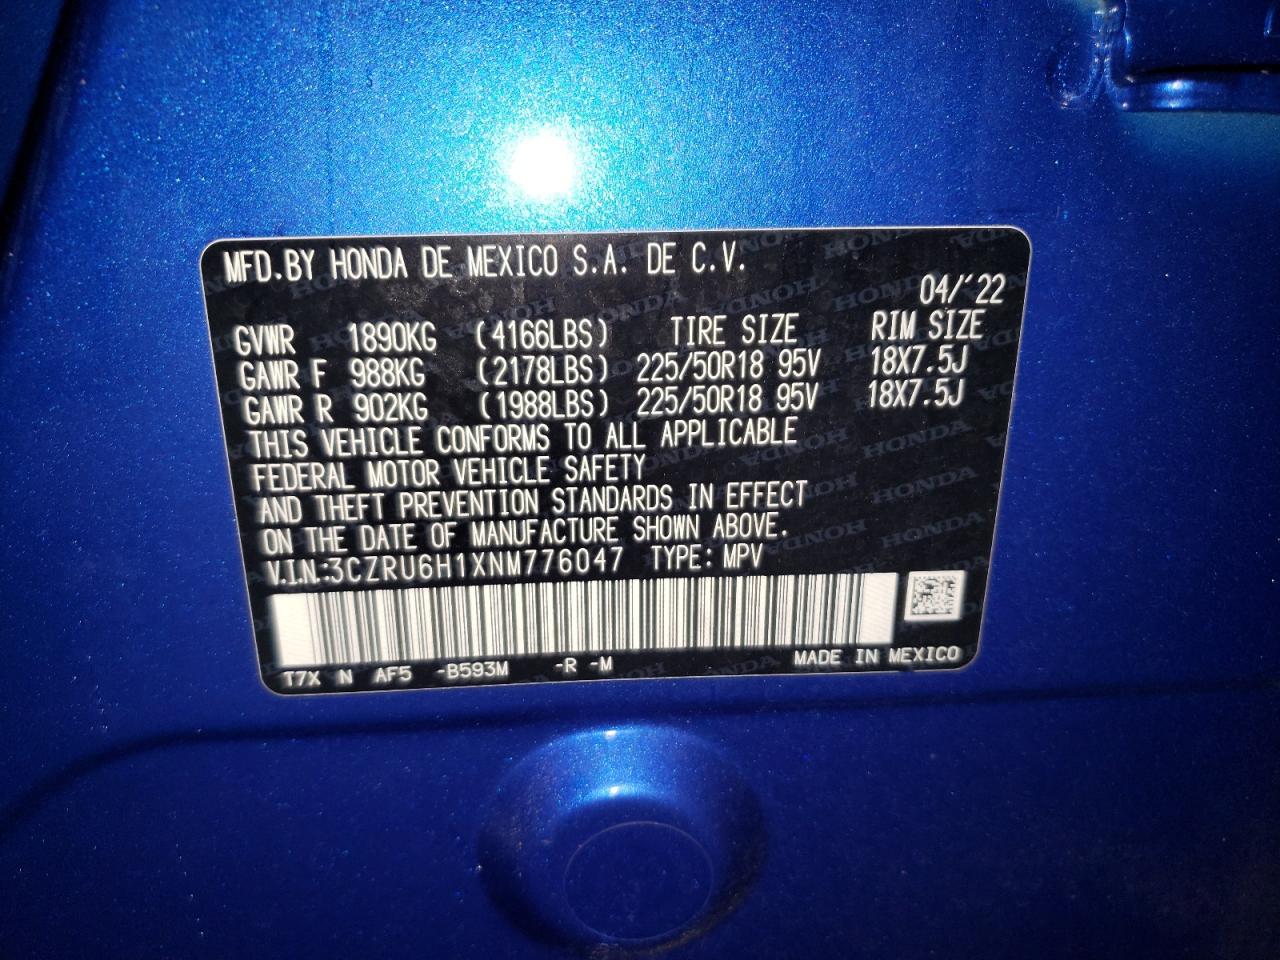 MFD.BY HONDA DE MEXICO S.A. DE C.V.
04/'22
GVWR 1890KG (4166LBS) TIRE SIZE RIM SIZE
GAWR F 988KG (2178LBS) 225/50R18 95V 18X7.5J
GAWR R 902KG (1988LBS) 225/50R18 95V 18X7.5J
THIS VEHICLE CONFORMS TO ALL APPLICABLE
FEDERAL MOTOR VEHICLE SAFETY
AND THEFT PREVENTION STANDARDS IN EFFECT
ON THE DATE OF MANUFACTURE SHOWN ABOVE.
V.I.N.:3CZRU6H1XNM776047 TYPE: MPV
T7X N AF5 -B593M -R -M MADE IN MEXICO